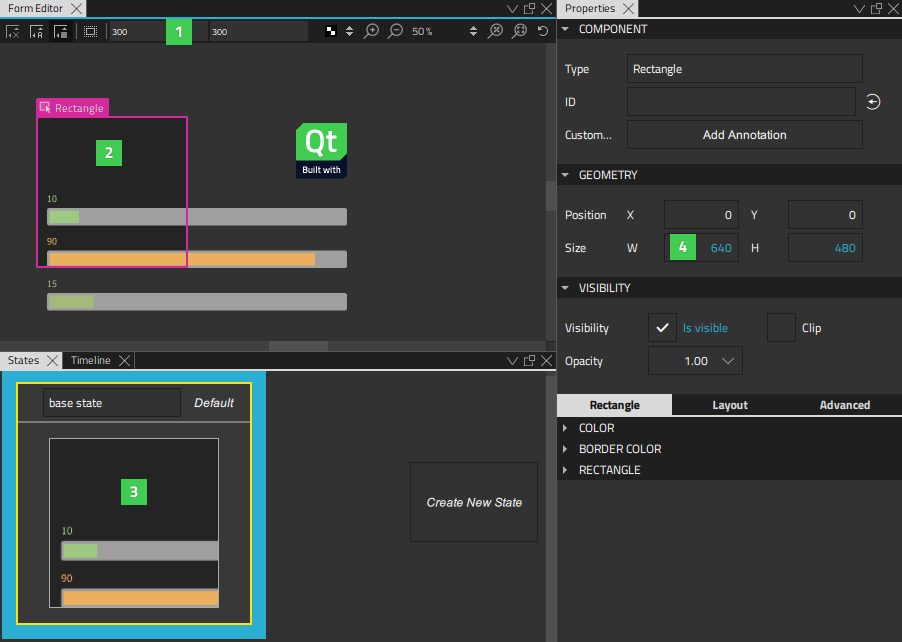 Form Editor
300
1
300
50 %
Rectangle
2
Qt
Built with
10
90
15
States
Timeline
base state
Default
3
10
90
Create New State
Properties
COMPONENT
Type
Rectangle
ID
Custom...
Add Annotation
GEOMETRY
Position X 0 Y 0
Size W 4 640 H 480
VISIBILITY
Visibility
Is visible
Clip
Opacity
1.00
Rectangle
Layout
Advanced
COLOR
BORDER COLOR
RECTANGLE